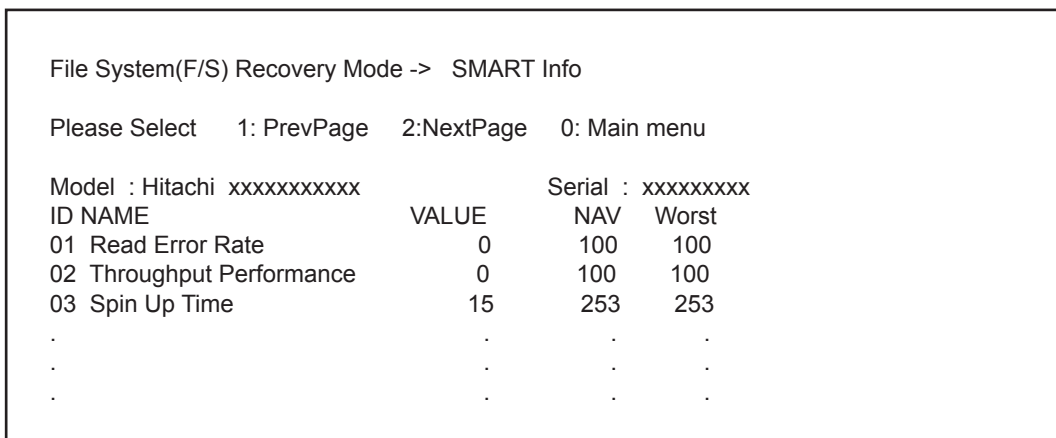 File System(F/S) Recovery Mode -> SMART Info
Please Select 1: PrevPage 2:NextPage 0: Main menu
Model : Hitachi xxxxxxxxxxx Serial : xxxxxxxxx
ID NAME VALUE NAV Worst
01 Read Error Rate 0 100 100
02 Throughput Performance 0 100 100
03 Spin Up Time 15 253 253
. . . .
. . . .
. . . .